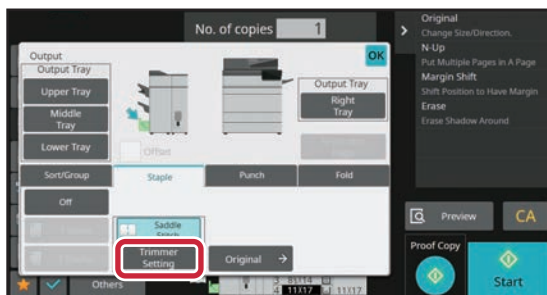 No. of copies 1
Output
OK
Output Tray
Upper Tray
Middle
Tray
Lower Tray
Output Tray
Right
Tray
Offset
Sort/Group
Staple
Punch
Fold
Off
Saddle
Stitch
Trimmer
Setting
Original
Others
11X17
11X17
Original
Change Size/Direction.
N-Up
Put Multiple Pages in A Page
Margin Shift
Shift Position to Have Margin
Erase
Erase Shadow Around
Preview
CA
Proof Copy
Start